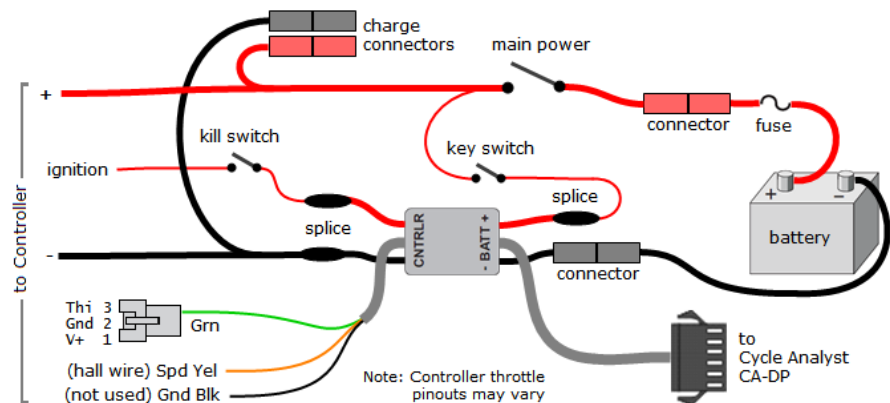 charge
connectors
main power
+
connector
fuse
kill switch
key switch
ignition
splice
+ −
battery
splice
CNTRLR
- BATT +
-
connector
to Controller
Thi 3
Gnd 2
V+ 1
Grn
(hall wire) Spd Yel
(not used) Gnd Blk
Note: Controller throttle
pinouts may vary
to
Cycle Analyst
CA-DP